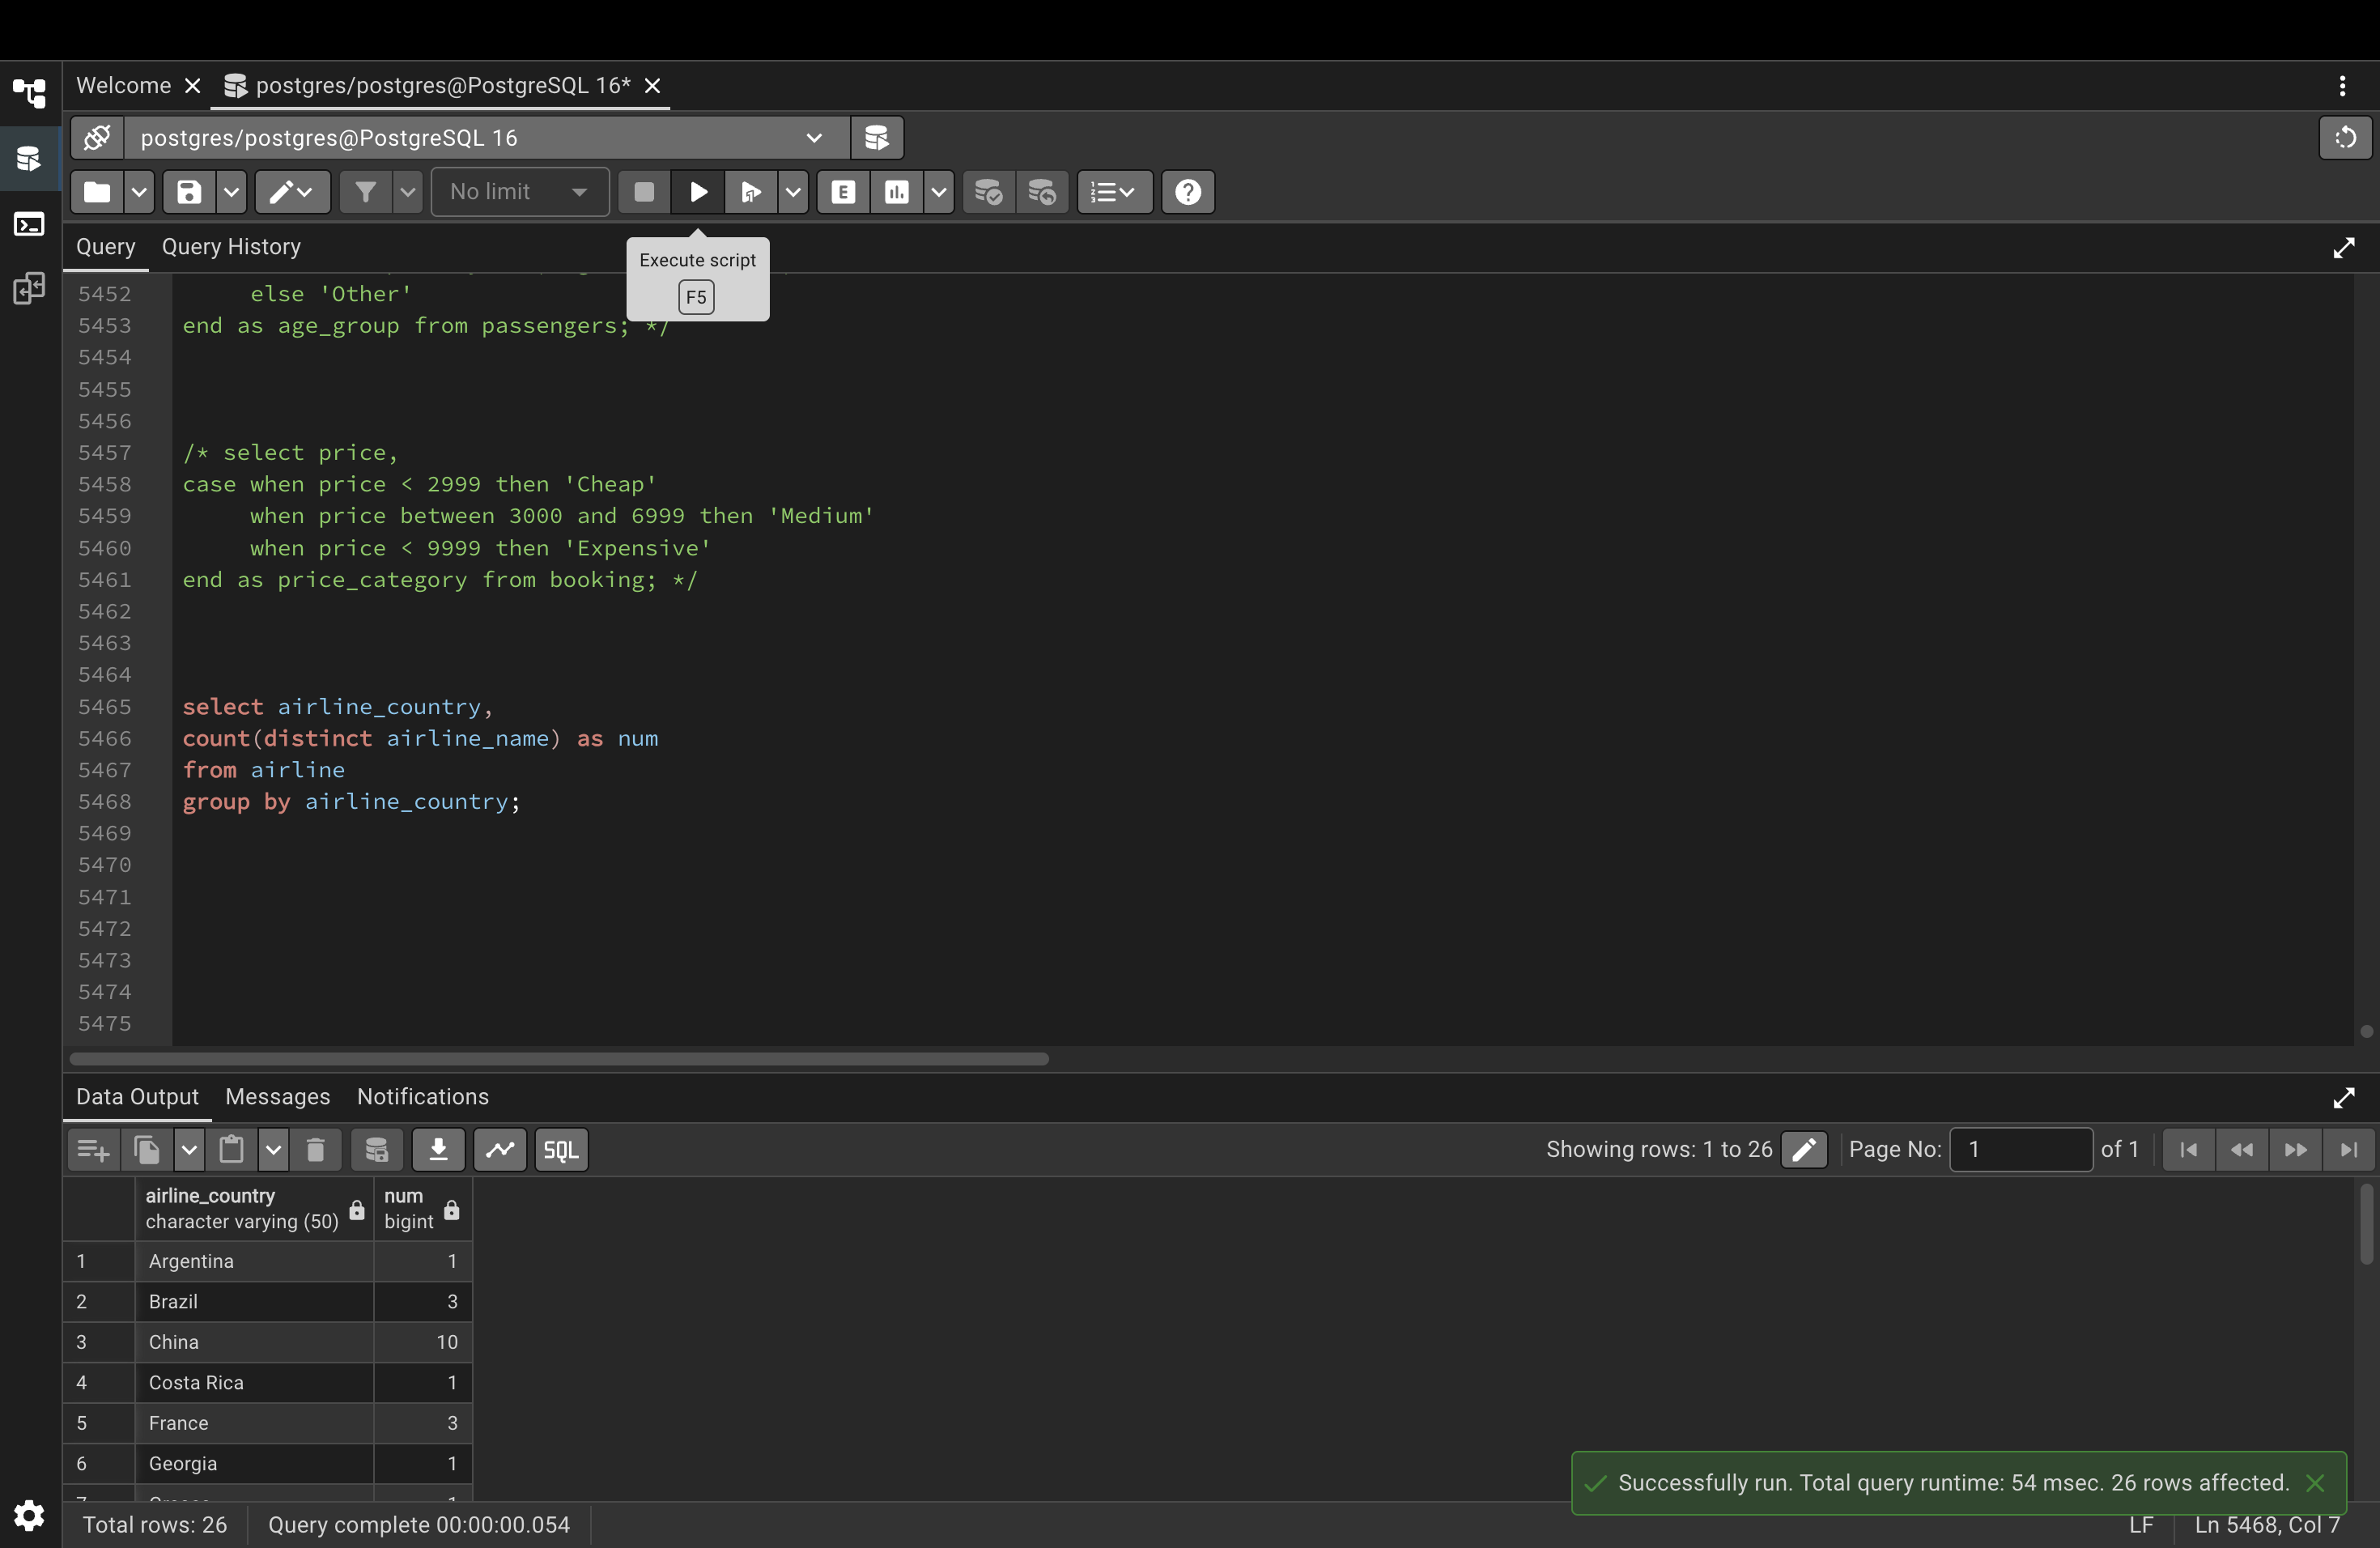 Welcome
postgres/postgres@PostgreSQL 16*
postgres/postgres@PostgreSQL 16
No limit
E
Query Query History
Execute script
F5
5452 else 'Other'
5453 end as age_group from passengers; */
5454
5455
5456
5457 /* select price,
5458 case when price < 2999 then 'Cheap'
5459 when price between 3000 and 6999 then 'Medium'
5460 when price < 9999 then 'Expensive'
5461 end as price_category from booking; */
5462
5463
5464
5465 select airline_country,
5466 count(distinct airline_name) as num
5467 from airline
5468 group by airline_country;
5469
5470
5471
5472
5473
5474
5475
Data Output Messages Notifications
SQL
Showing rows: 1 to 26
Page No: 1 of 1
airline_country num
character varying (50) bigint
1 Argentina 1
2 Brazil 3
3 China 10
4 Costa Rica 1
5 France 3
6 Georgia 1
Successfully run. Total query runtime: 54 msec. 26 rows affected.
Total rows: 26 Query complete 00:00:00.054 LF Ln 5468, Col 7